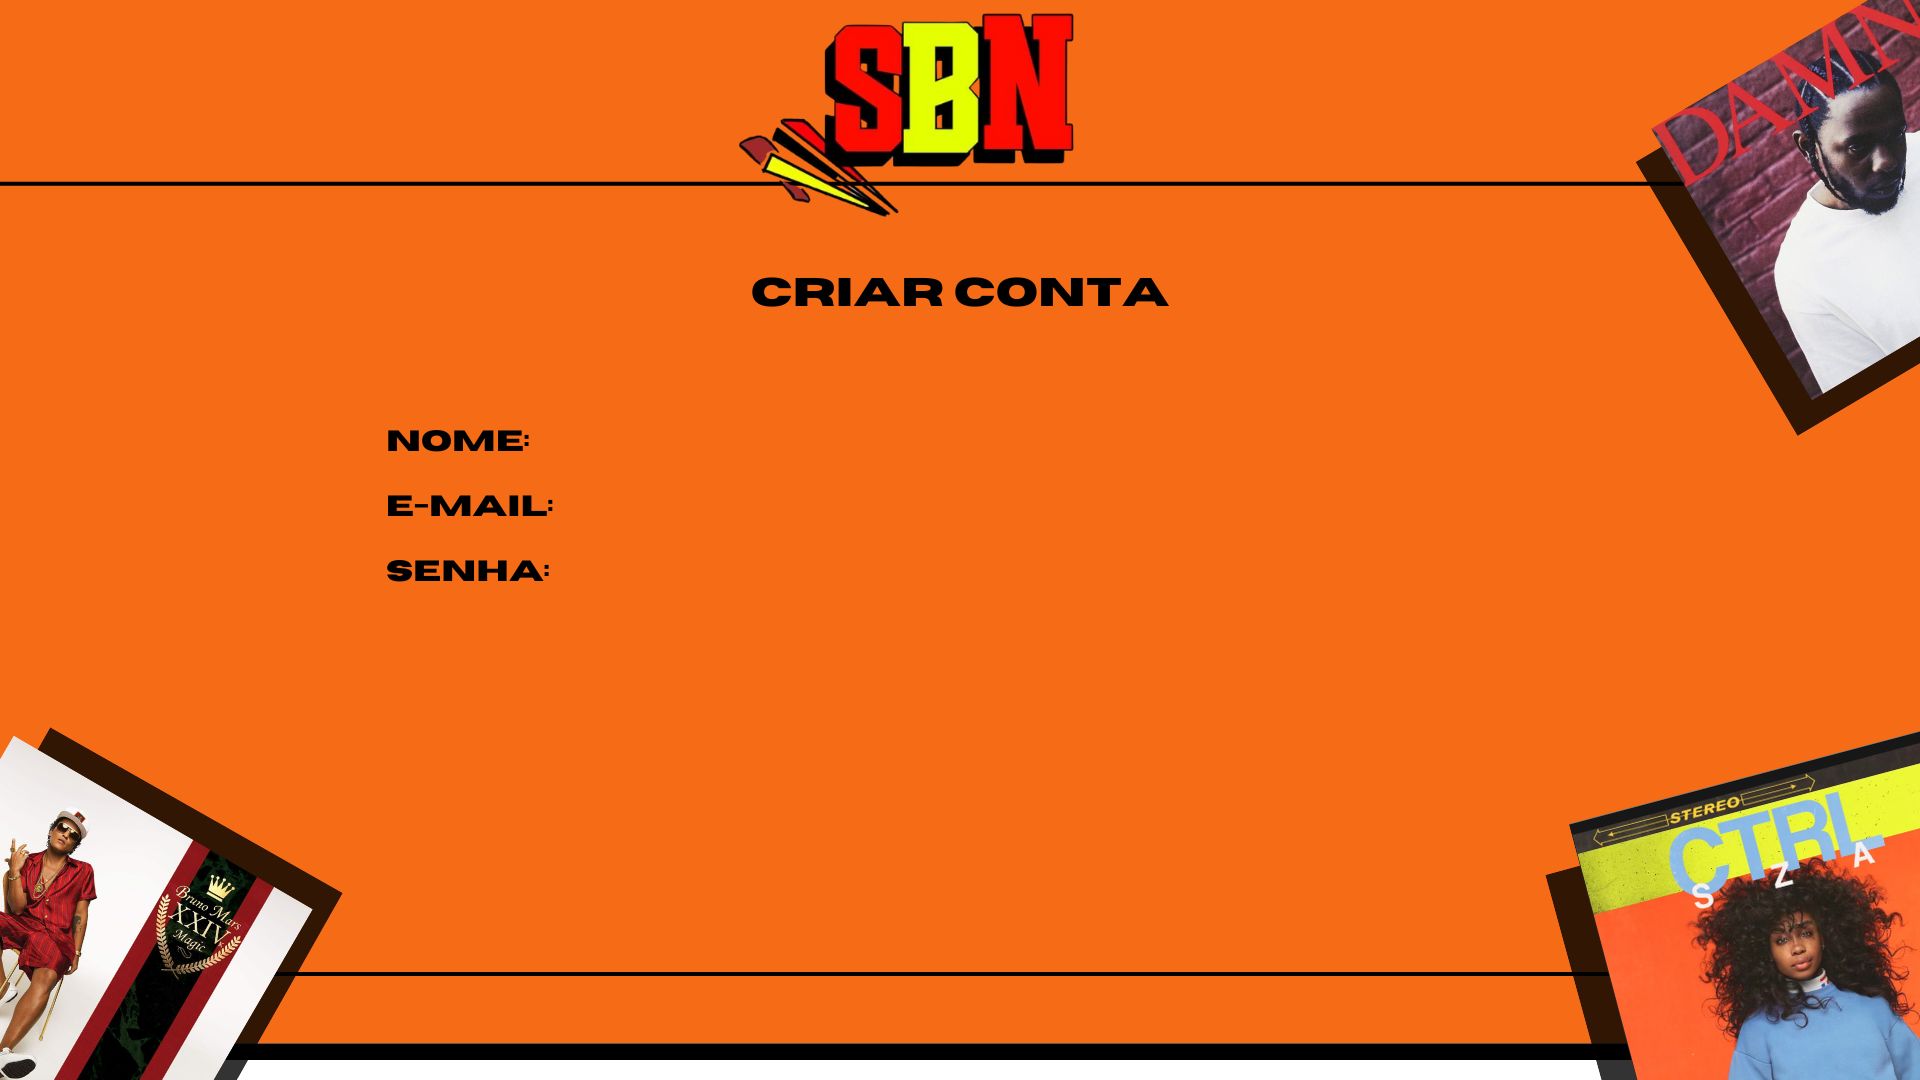 SBN
DAMN
CRIAR CONTA
NOME:
E-MAIL:
SENHA:
Bruno Mars
XXIV
Magic
STEREO
CTRL
S Z A